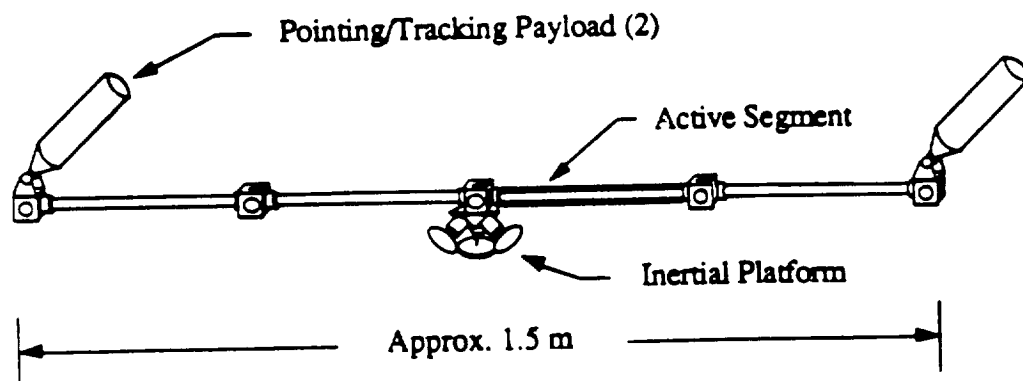 Pointing/Tracking Payload (2)
Active Segment
Inertial Platform
Approx. 1.5 m